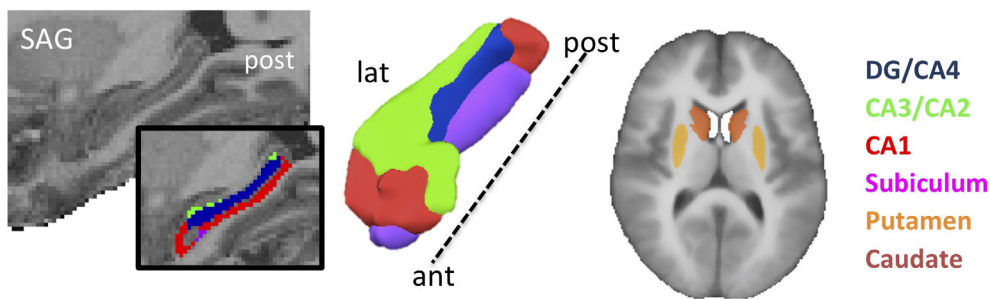 SAG
post
lat
post
ant
DG/CA4
CA3/CA2
CA1
Subiculum
Putamen
Caudate